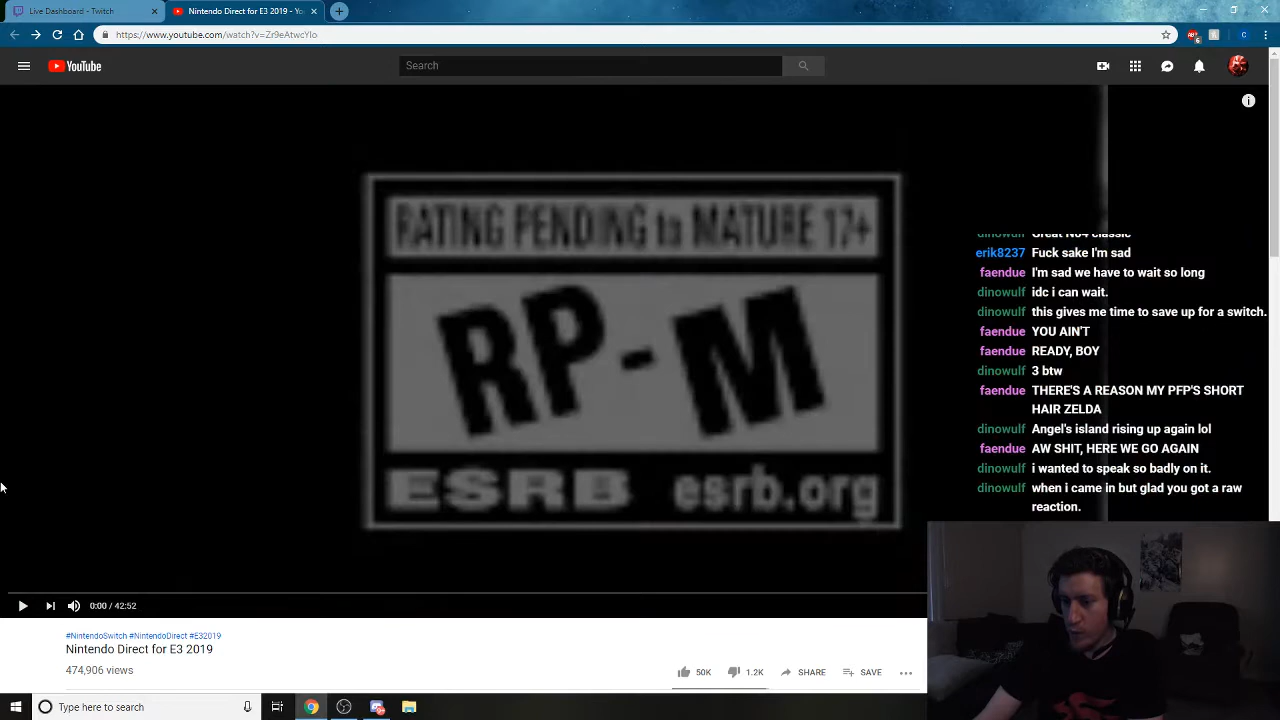 Live Dashboard - Twitch
Nintendo Direct for E3 2019 - Yo
https://www.youtube.com/watch?v=Zr9eAtwcYlo
YouTube
Search
RATING PENDING to MATURE 17+
RP-M
ESRB esrb.org
dinowulf Great N64 classic
erik8237 Fuck sake I'm sad
faendue I'm sad we have to wait so long
dinowulf idc i can wait.
dinowulf this gives me time to save up for a switch.
faendue YOU AIN'T
faendue READY, BOY
dinowulf 3 btw
faendue THERE'S A REASON MY PFP'S SHORT
HAIR ZELDA
dinowulf Angel's island rising up again lol
faendue AW SHIT, HERE WE GO AGAIN
dinowulf i wanted to speak so badly on it.
dinowulf when i came in but glad you got a raw
reaction.
0:00 / 42:52
#NintendoSwitch #NintendoDirect #E32019
Nintendo Direct for E3 2019
474,906 views
50K 1.2K SHARE SAVE
Type here to search